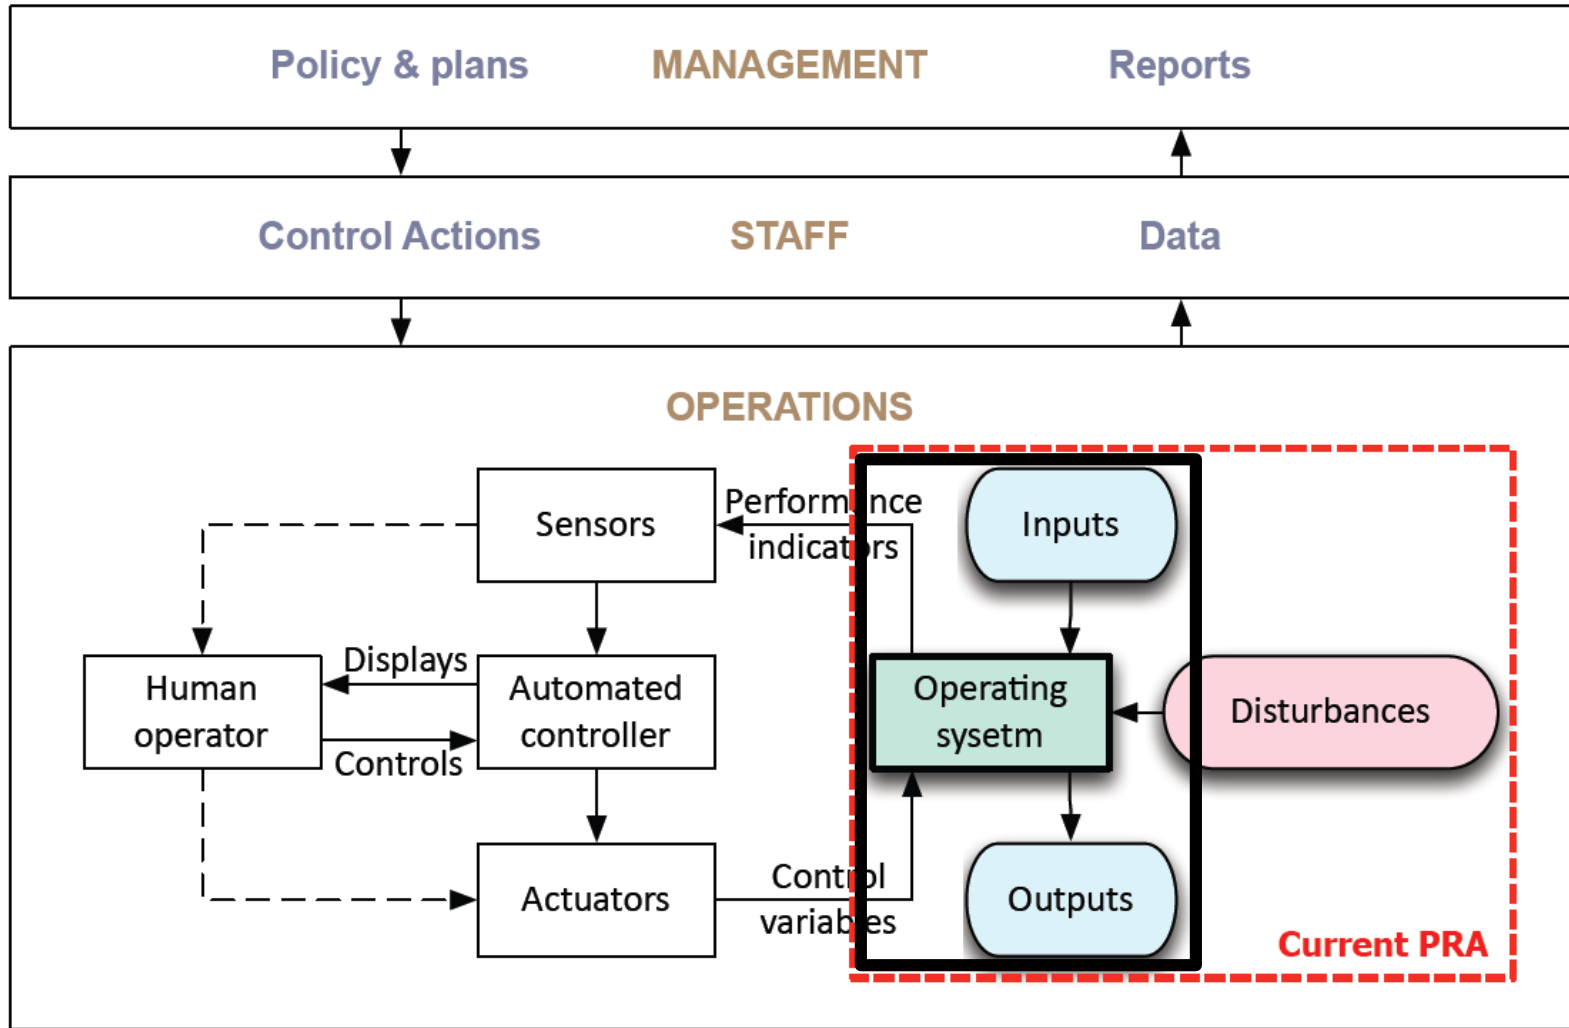 Policy & plans
MANAGEMENT
Reports
Control Actions
STAFF
Data
OPERATIONS
Sensors
Performance
indicators
Inputs
Human
operator
Displays
Controls
Automated
controller
Operating
sysetm
Disturbances
Actuators
Control
variables
Outputs
Current PRA